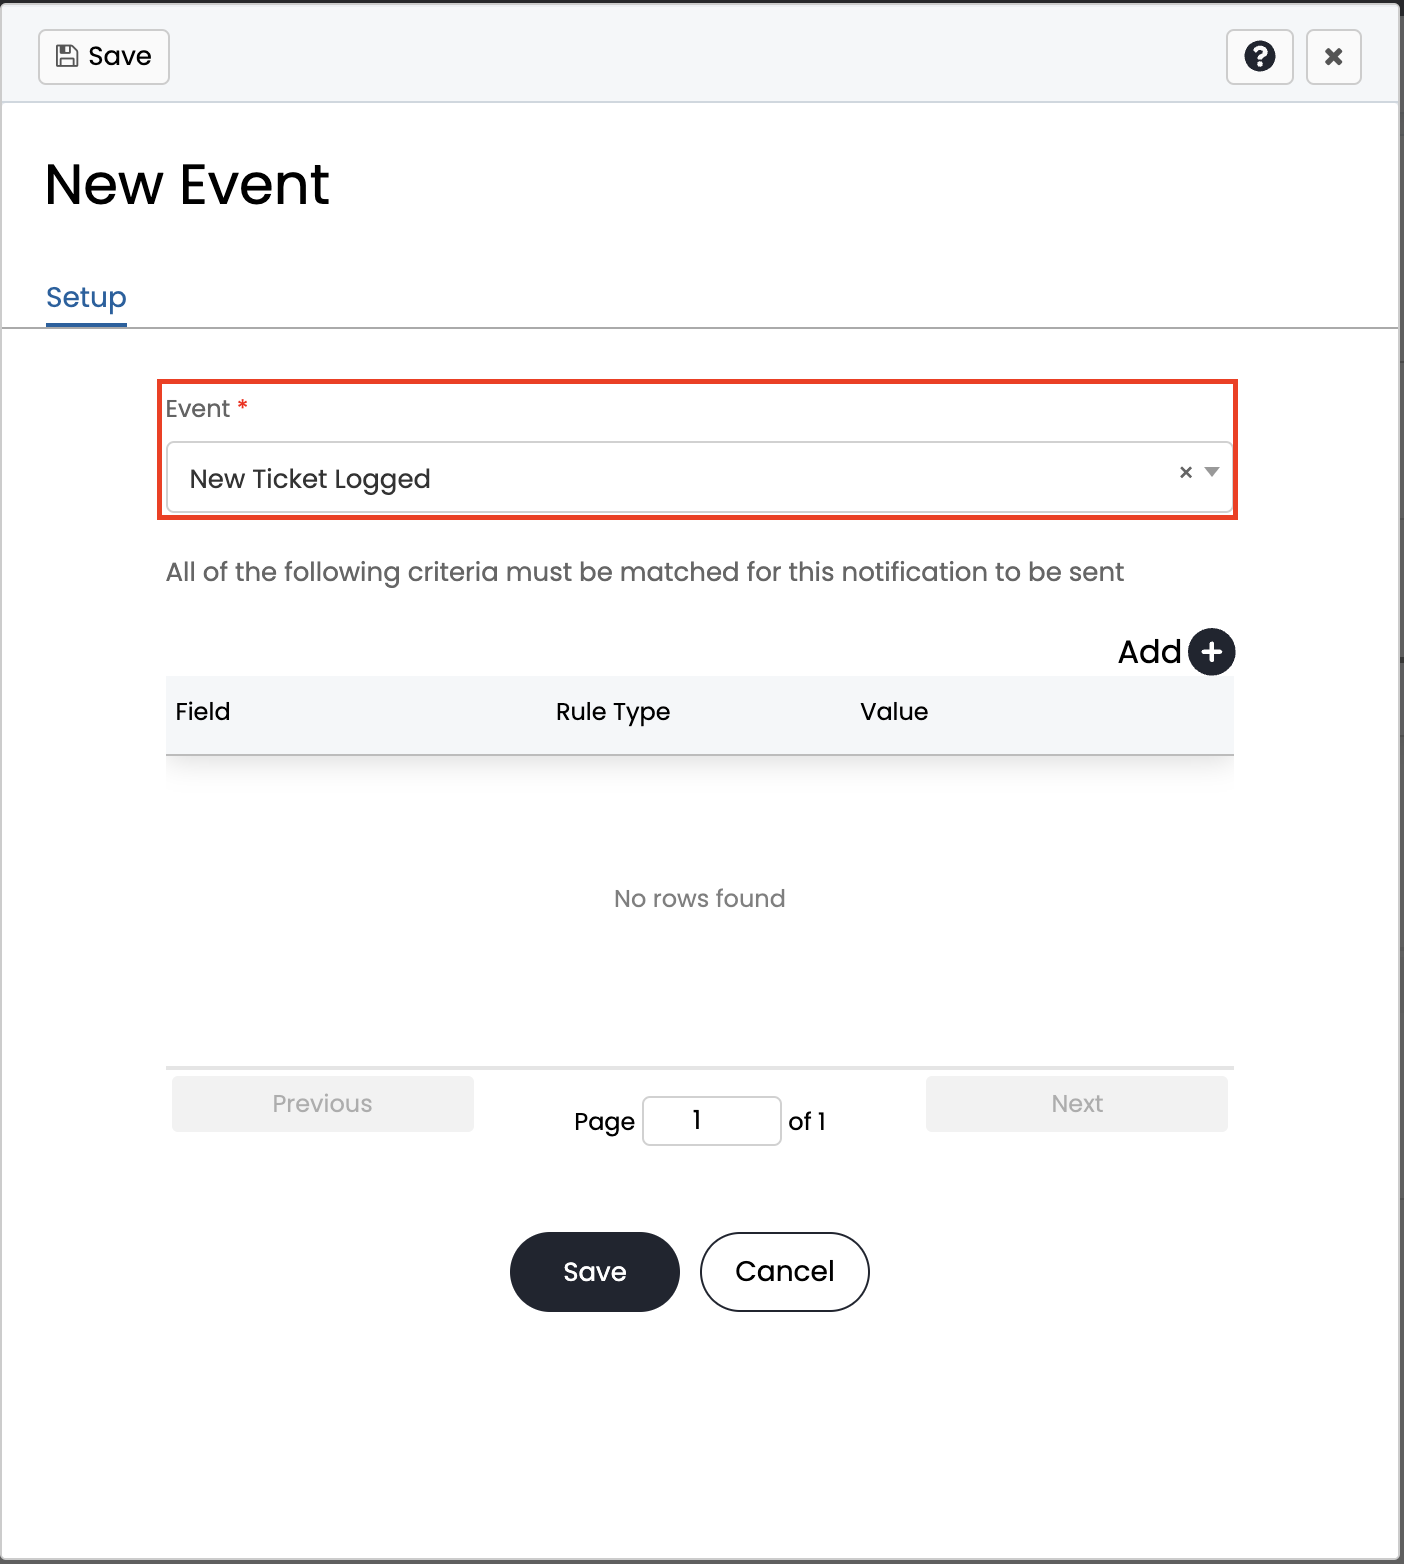 Save
New Event
Setup
Event *
New Ticket Logged
All of the following criteria must be matched for this notification to be sent
Add
Field Rule Type Value
No rows found
Previous Page 1 of 1 Next
Save Cancel